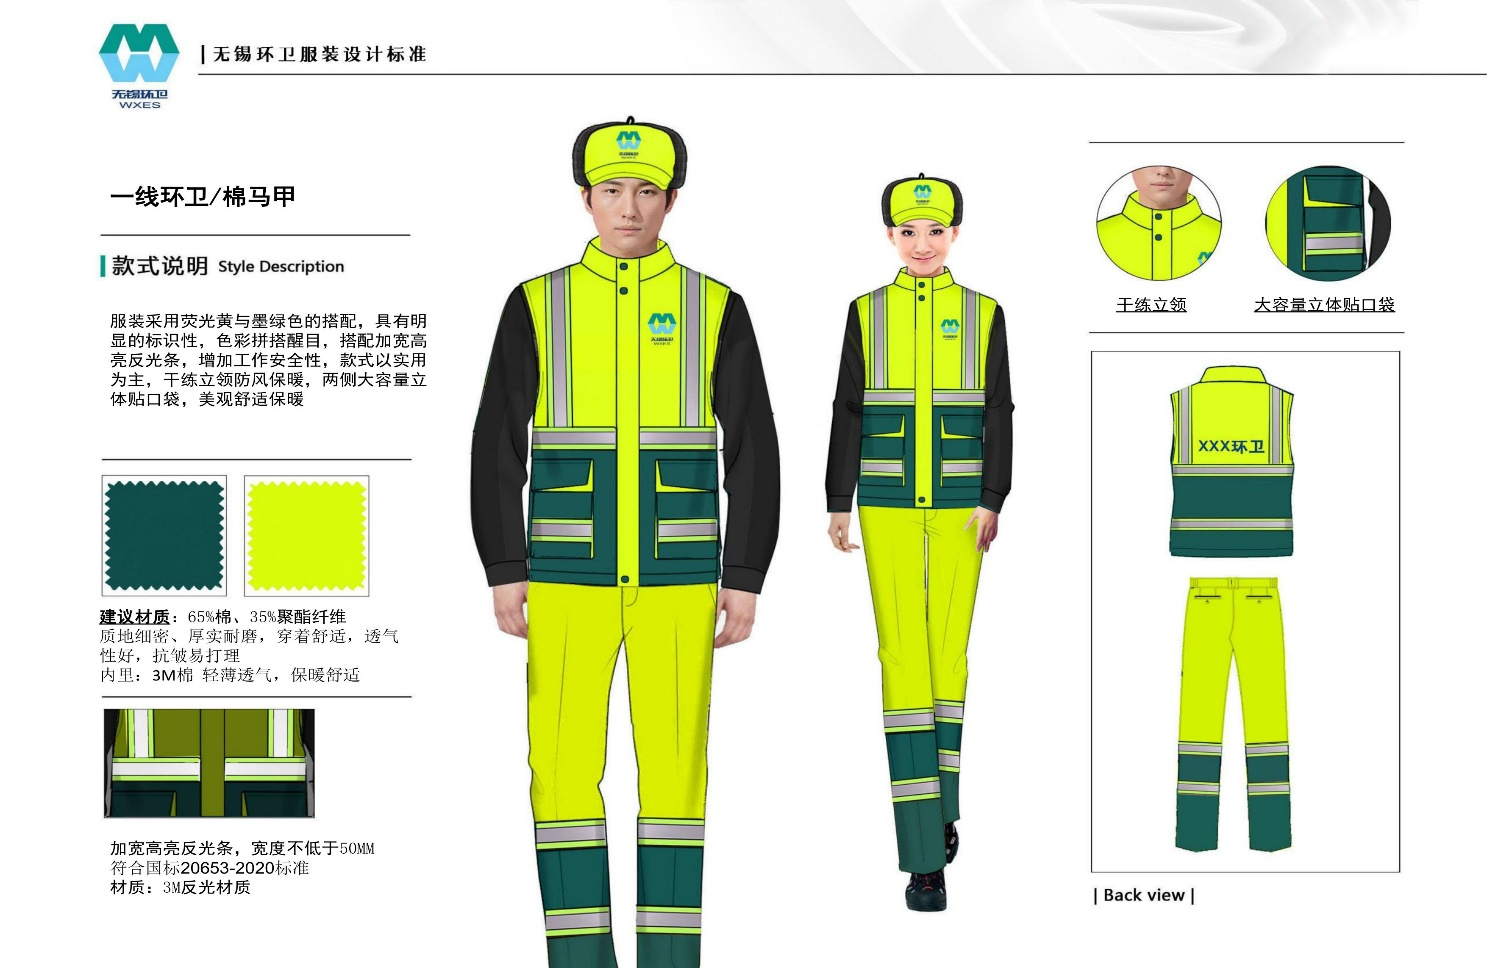 无锡环卫服装设计标准
无锡环卫
WXES
一线环卫/棉马甲
款式说明 Style Description
服装采用荧光黄与墨绿色的搭配，具有明
显的标识性，色彩拼搭醒目，搭配加宽高
亮反光条，增加工作安全性，款式以实用
为主，干练立领防风保暖，两侧大容量立
体贴口袋，美观舒适保暖
建议材质：65%棉、35%聚酯纤维
质地细密、厚实耐磨，穿着舒适，透气
性好，抗皱易打理
内里：3M棉 轻薄透气，保暖舒适
加宽高亮反光条，宽度不低于50MM
符合国标20653-2020标准
材质：3M反光材质
无锡环卫
WXES
无锡环卫
干练立领
大容量立体贴口袋
XXX环卫
| Back view |